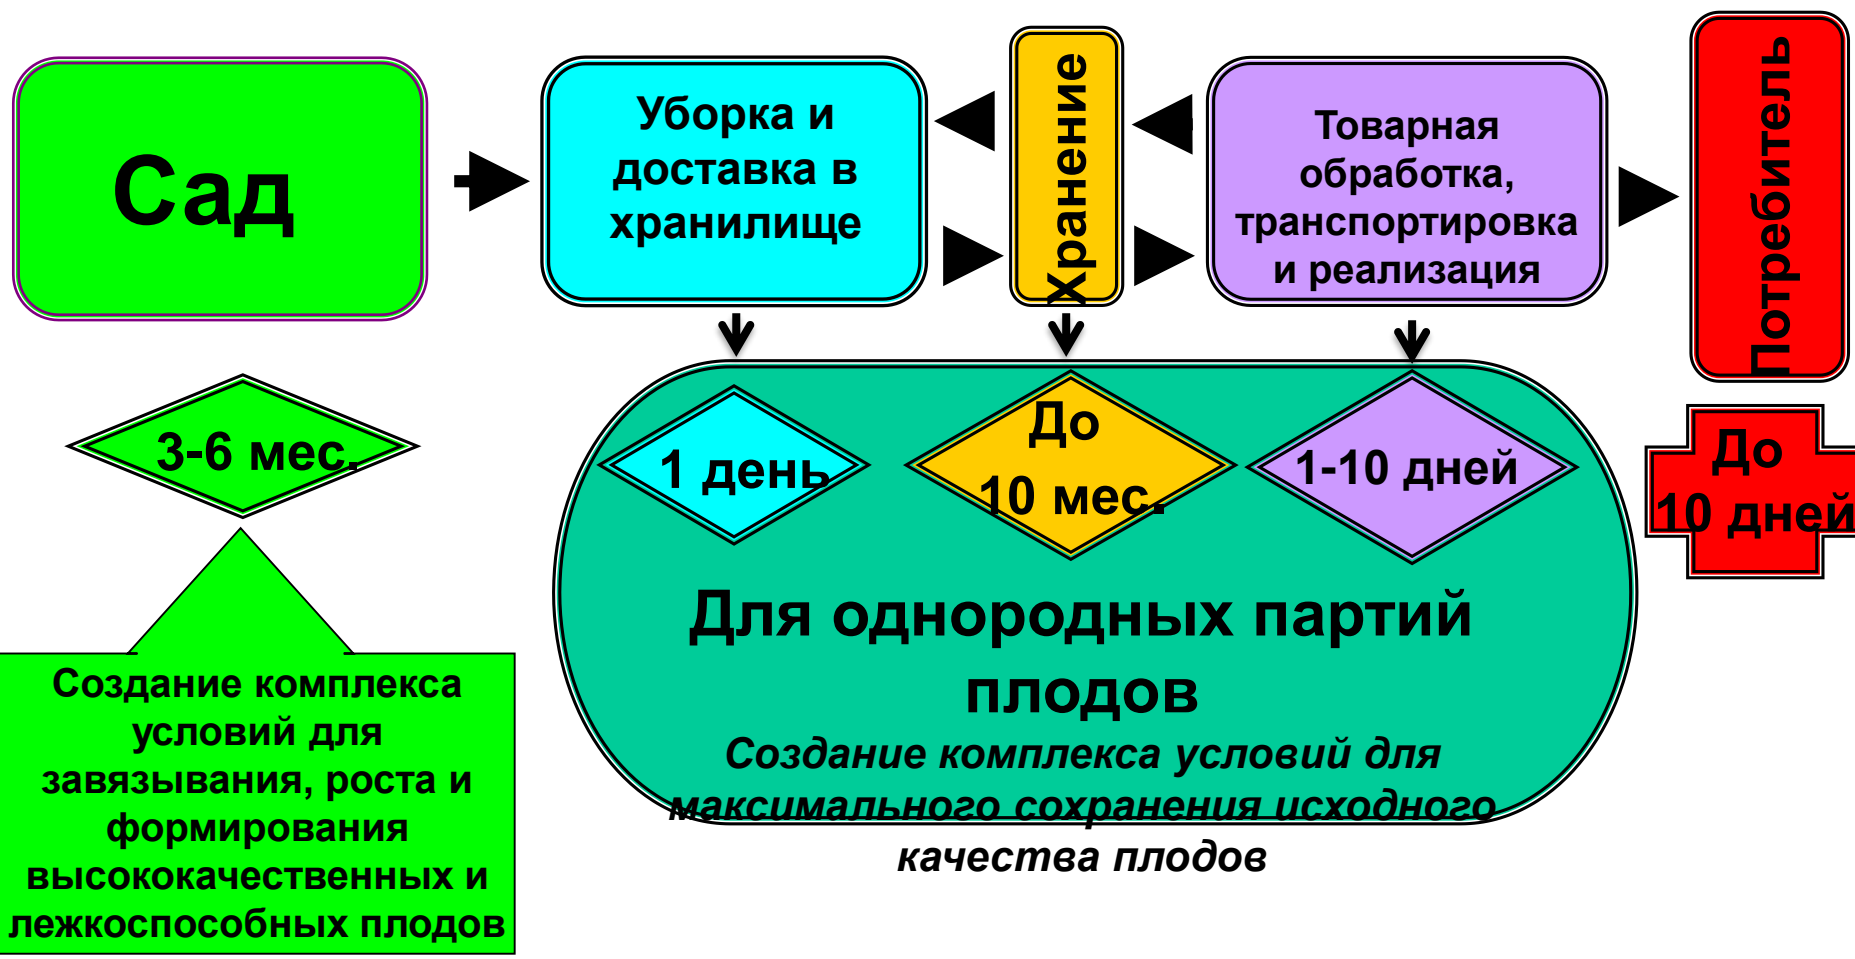 Сад
Уборка и
доставка в
хранилище
Хранение
Товарная
обработка,
транспортировка
и реализация
Потребитель
3-6 мес.
1 день
До
10 мес.
1-10 дней
До
10 дней
Для однородных партий
плодов
Создание комплекса условий для
максимального сохранения исходного
качества плодов
Создание комплекса
условий для
завязывания, роста и
формирования
высококачественных и
лежкоспособных плодов